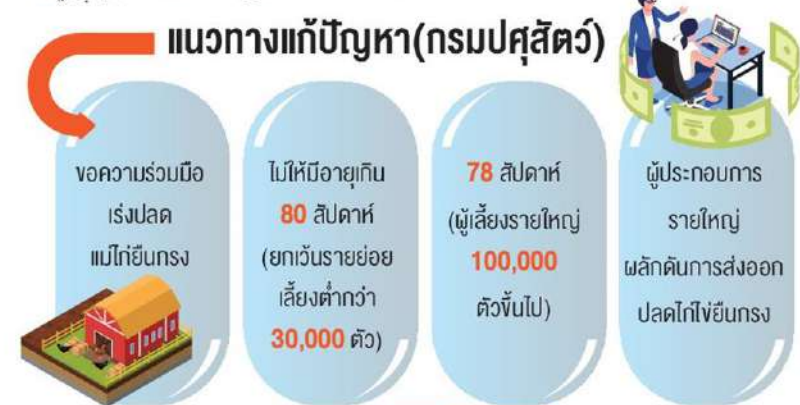 แนวทางแก้ปัญหา(กรมปศุสัตว์)
ขอความร่วมมือ
เร่งปลด
แม่ไก่ยืนกรง
ไม่ให้มีอายุเกิน
80 สัปดาห์
(ยกเว้นรายย่อย
เลี้ยงต่ำกว่า
30,000 ตัว)
78 สัปดาห์
(ผู้เลี้ยงรายใหญ่
100,000
ตัวขึ้นไป)
ผู้ประกอบการ
รายใหญ่
ผลักดันการส่งออก
ปลดไก่ไข่ยืนกรง